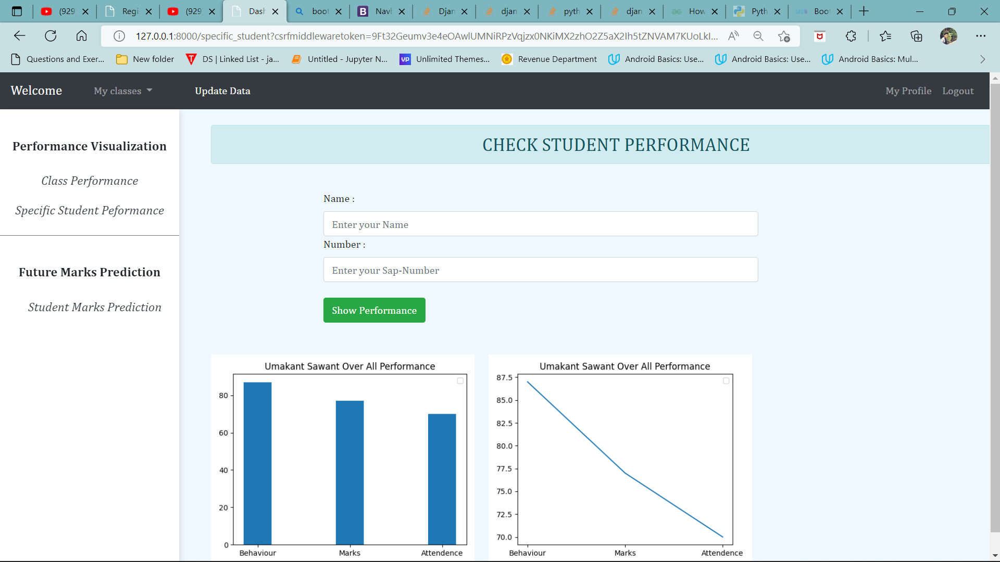 (929
Regi
(929
Dash
boot
Navb
Djan
djan
pyth
djan
How
Pyth
Boot
127.0.0.1:8000/specific_student?csrfmiddlewaretoken=9Ft32Geumv3e4eOAwlUMNiRPzVqjzx0NKiMX2zhO2Z5aX2Ih5tZNVAM7KUoLkI...
Questions and Exer...
New folder
DS | Linked List - ja...
Untitled - Jupyter N...
Unlimited Themes...
Revenue Department
Android Basics: Use...
Android Basics: Use...
Android Basics: Mul...
Welcome
My classes
Update Data
My Profile
Logout
Performance Visualization
Class Performance
Specific Student Peformance
Future Marks Prediction
Student Marks Prediction
CHECK STUDENT PERFORMANCE
Name :
Enter your Name
Number :
Enter your Sap-Number
Show Performance
Umakant Sawant Over All Performance
80
60
40
20
0
Behaviour
Marks
Attendence
Umakant Sawant Over All Performance
87.5
85.0
82.5
80.0
77.5
75.0
72.5
70.0
Behaviour
Marks
Attendence